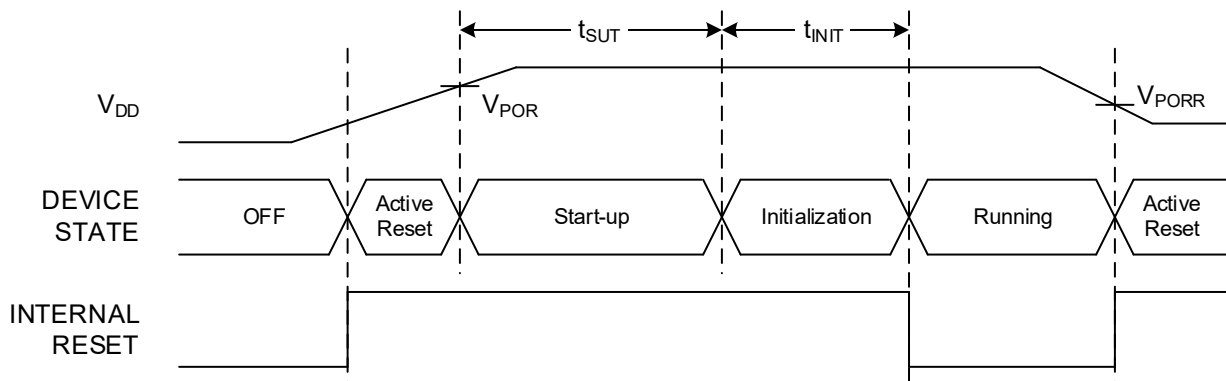 tSUT
tINIT
VDD
VPOR
VPORR
DEVICE
STATE
OFF
Active
Reset
Start-up
Initialization
Running
Active
Reset
INTERNAL
RESET